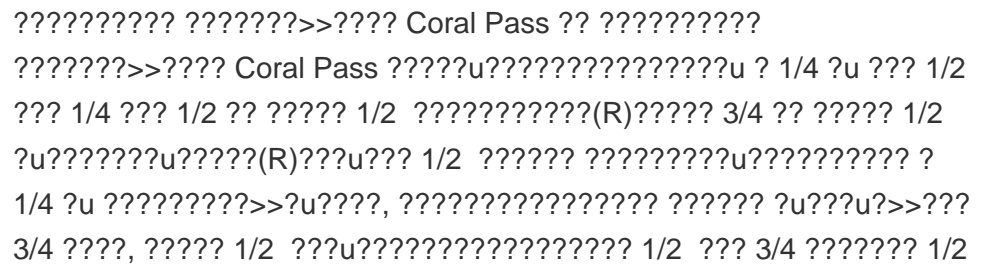 ?????????? ???????>>???? Coral Pass ?? ??????????
???????>>???? Coral Pass ?????u???????????????u ? 1/4 ?u ??? 1/2
??? 1/4 ??? 1/2 ?? ????? 1/2 ???????????(R)????? 3/4 ?? ????? 1/2
?u???????u?????(R)???u??? 1/2 ?????? ?????????u?????????? ?
1/4 ?u ?????????>>?u????, ???????????????? ?????? ?u???u?>>???
3/4 ????, ????? 1/2 ???u????????????????? 1/2 ??? 3/4 ??????? 1/2